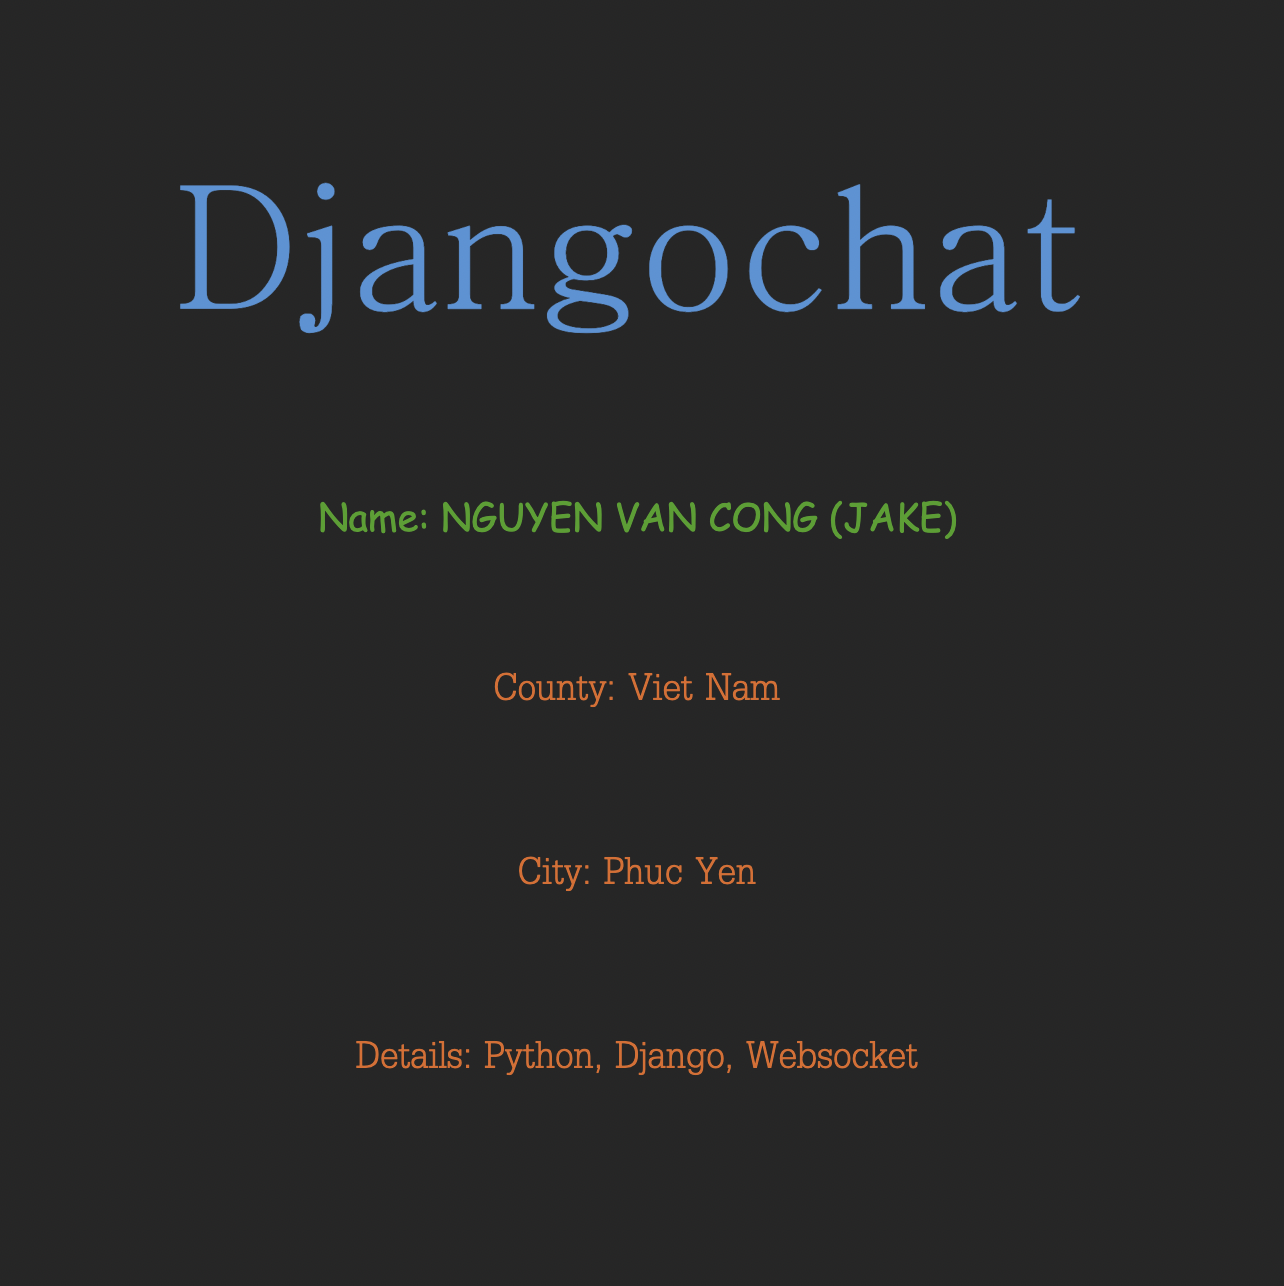 Djangochat
Name: NGUYEN VAN CONG (JAKE)
County: Viet Nam
City: Phuc Yen
Details: Python, Django, Websocket